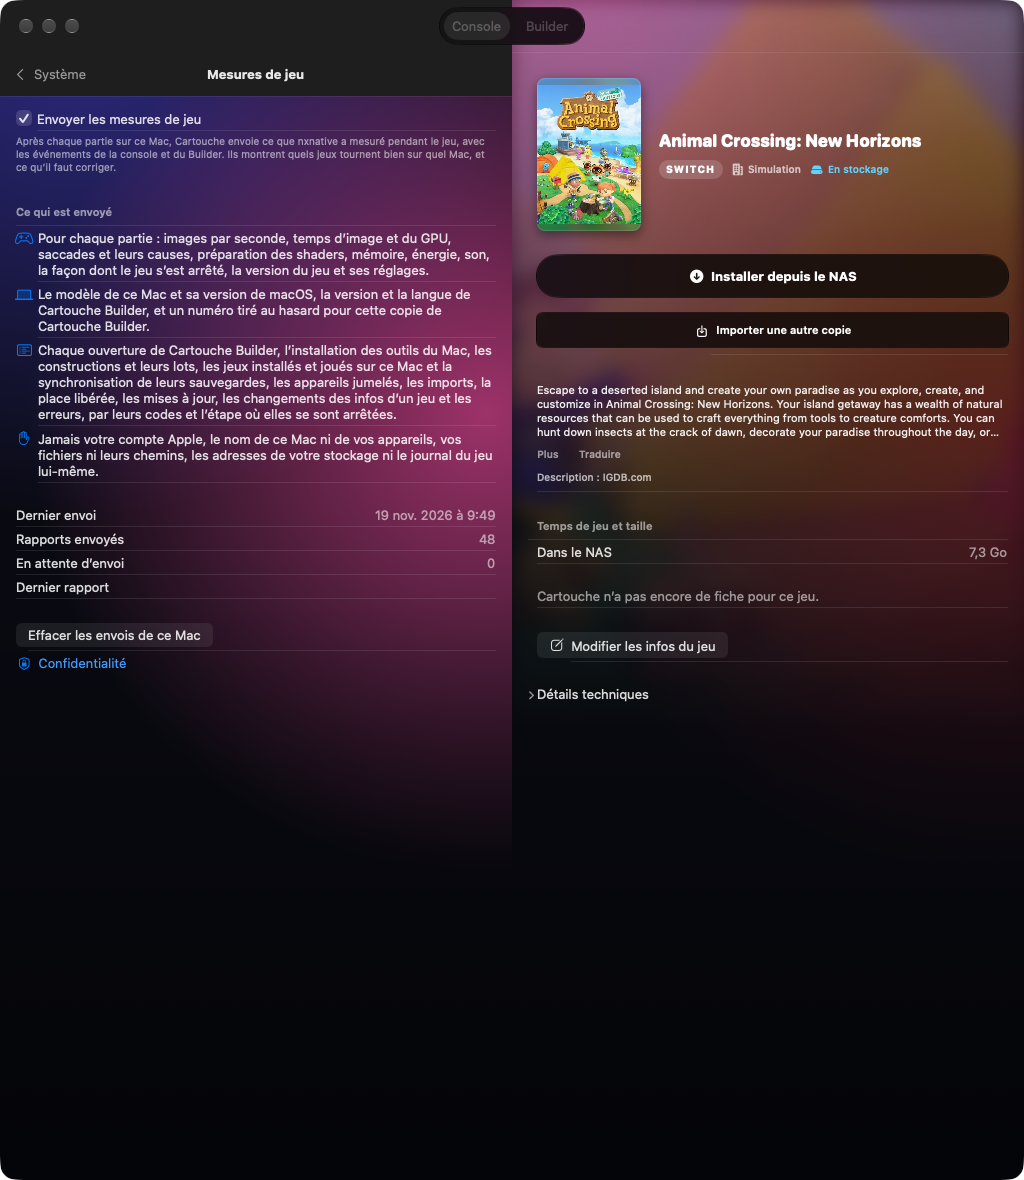 Console
Builder
Système
Mesures de jeu
Envoyer les mesures de jeu
Après chaque partie sur ce Mac, Cartouche envoie ce que nxnative a mesuré pendant le jeu, avec
les événements de la console et du Builder. Ils montrent quels jeux tournent bien sur quel Mac, et
ce qu’il faut corriger.
Ce qui est envoyé
Pour chaque partie : images par seconde, temps d’image et du GPU,
saccades et leurs causes, préparation des shaders, mémoire, énergie, son,
la façon dont le jeu s’est arrêté, la version du jeu et ses réglages.
Le modèle de ce Mac et sa version de macOS, la version et la langue de
Cartouche Builder, et un numéro tiré au hasard pour cette copie de
Cartouche Builder.
Chaque ouverture de Cartouche Builder, l’installation des outils du Mac, les
constructions et leurs lots, les jeux installés et joués sur ce Mac et la
synchronisation de leurs sauvegardes, les appareils jumelés, les imports, la
place libérée, les mises à jour, les changements des infos d’un jeu et les
erreurs, par leurs codes et l’étape où elles se sont arrêtées.
Jamais votre compte Apple, le nom de ce Mac ni de vos appareils, vos
fichiers ni leurs chemins, les adresses de votre stockage ni le journal du jeu
lui-même.
Dernier envoi
19 nov. 2026 à 9:49
Rapports envoyés
48
En attente d’envoi
0
Dernier rapport
Effacer les envois de ce Mac
Confidentialité
Animal Crossing
Animal Crossing: New Horizons
SWITCH
Simulation
En stockage
Installer depuis le NAS
Importer une autre copie
Escape to a deserted island and create your own paradise as you explore, create, and
customize in Animal Crossing: New Horizons. Your island getaway has a wealth of natural
resources that can be used to craft everything from tools to creature comforts. You can
hunt down insects at the crack of dawn, decorate your paradise throughout the day, or...
Plus
Traduire
Description : IGDB.com
Temps de jeu et taille
Dans le NAS
7,3 Go
Cartouche n’a pas encore de fiche pour ce jeu.
Modifier les infos du jeu
Détails techniques